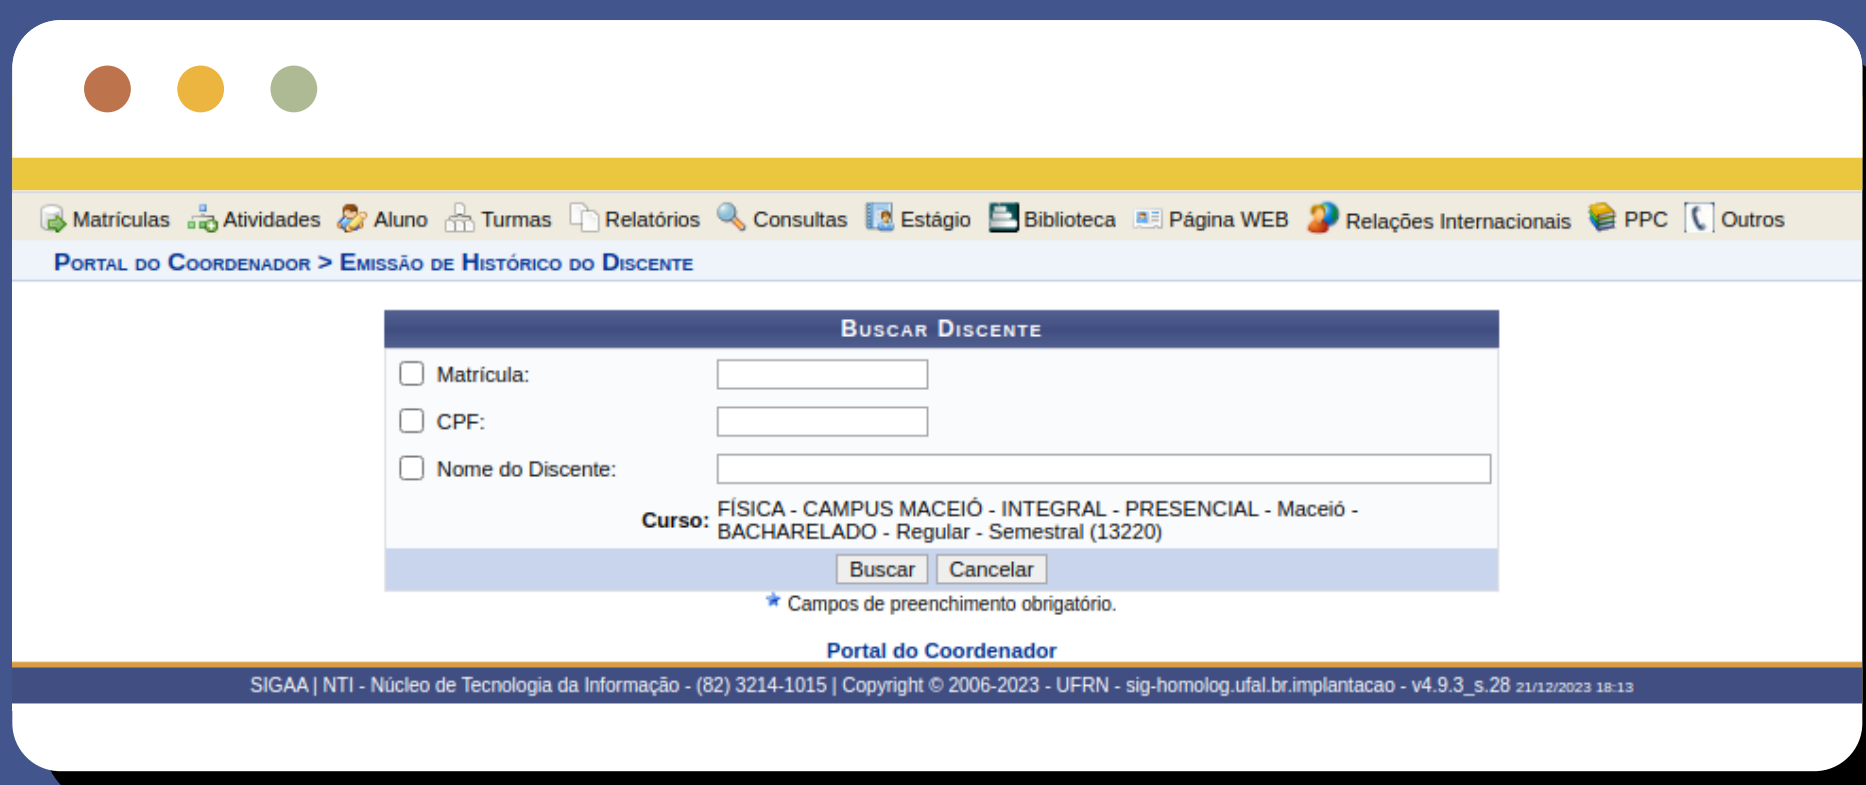 Matrículas Atividades Aluno Turmas Relatórios Consultas Estágio Biblioteca Página WEB Relações Internacionais PPC Outros
Portal do Coordenador > Emissão de Histórico do Discente
Buscar Discente
Matrícula:
CPF:
Nome do Discente:
Curso: FÍSICA - CAMPUS MACEIÓ - INTEGRAL - PRESENCIAL - Maceió -
BACHARELADO - Regular - Semestral (13220)
Buscar Cancelar
Campos de preenchimento obrigatório.
Portal do Coordenador
SIGAA | NTI - Núcleo de Tecnologia da Informação - (82) 3214-1015 | Copyright © 2006-2023 - UFRN - sig-homolog.ufal.br.implantacao - v4.9.3_s.28 21/12/2023 18:13